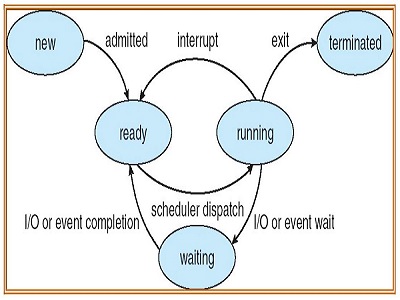 new
admitted
interrupt
exit
terminated
ready
running
scheduler dispatch
I/O or event completion
I/O or event wait
waiting